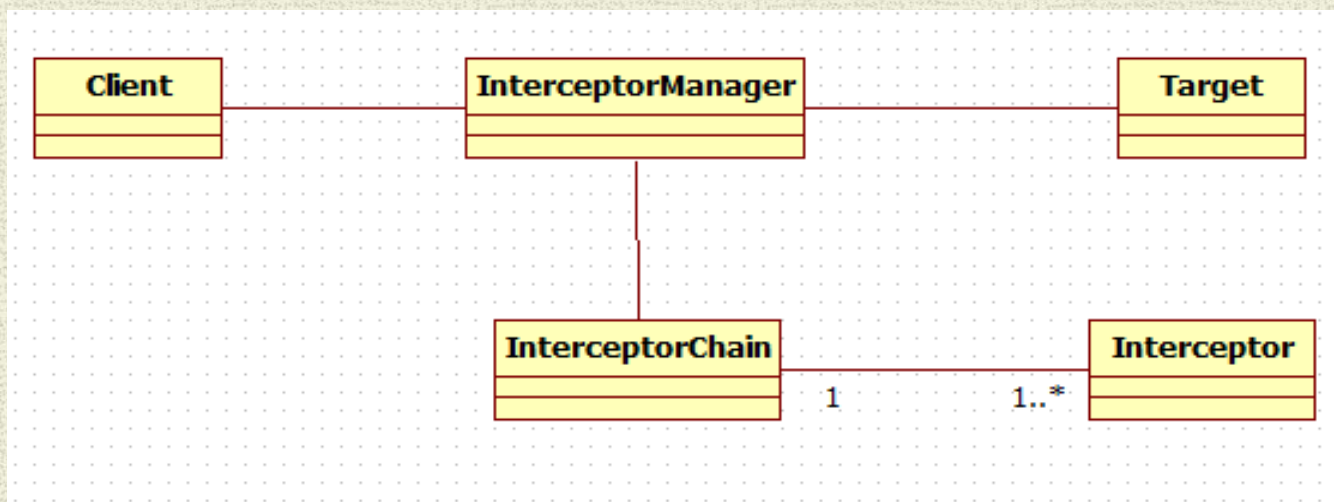 Client
InterceptorManager
Target
InterceptorChain
Interceptor
1
1..*